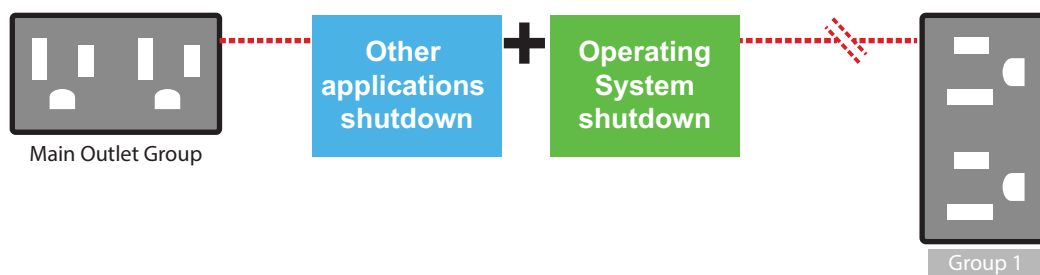 Other
applications
shutdown
Operating
System
shutdown
Main Outlet Group
Group 1